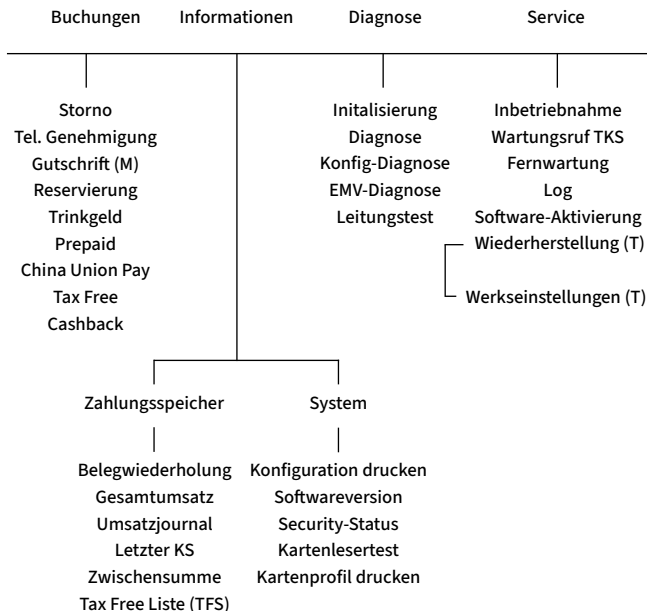 Buchungen
Informationen
Diagnose
Service
Storno
Tel. Genehmigung
Gutschrift (M)
Reservierung
Trinkgeld
Prepaid
China Union Pay
Tax Free
Cashback
Initalisierung
Diagnose
Konfig-Diagnose
EMV-Diagnose
Leitungstest
Inbetriebnahme
Wartungsruf TKS
Fernwartung
Log
Software-Aktivierung
Wiederherstellung (T)
Werkseinstellungen (T)
Zahlungsspeicher
System
Belegwiederholung
Gesamtumsatz
Umsatzjournal
Letzter KS
Zwischensumme
Tax Free Liste (TFS)
Konfiguration drucken
Softwareversion
Security-Status
Kartenlesertest
Kartenprofil drucken